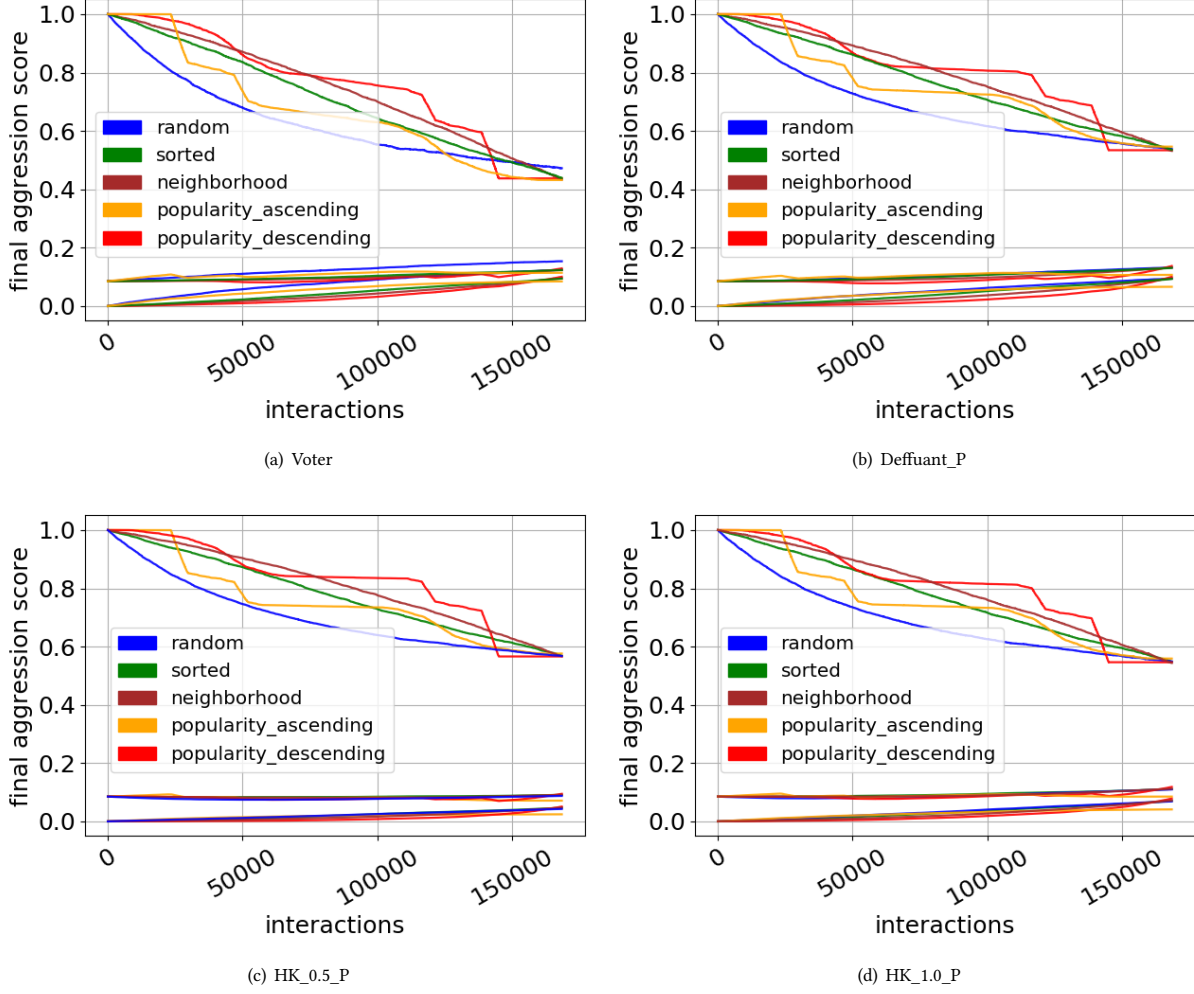 final aggression score
1.0
0.8
0.6
0.4
0.2
0.0
random
sorted
neighborhood
popularity_ascending
popularity_descending
0
50000
100000
150000
interactions
(a) Voter
final aggression score
1.0
0.8
0.6
0.4
0.2
0.0
random
sorted
neighborhood
popularity_ascending
popularity_descending
0
50000
100000
150000
interactions
(b) Deffuant_P
final aggression score
1.0
0.8
0.6
0.4
0.2
0.0
random
sorted
neighborhood
popularity_ascending
popularity_descending
0
50000
100000
150000
interactions
(c) HK_0.5_P
final aggression score
1.0
0.8
0.6
0.4
0.2
0.0
random
sorted
neighborhood
popularity_ascending
popularity_descending
0
50000
100000
150000
interactions
(d) HK_1.0_P